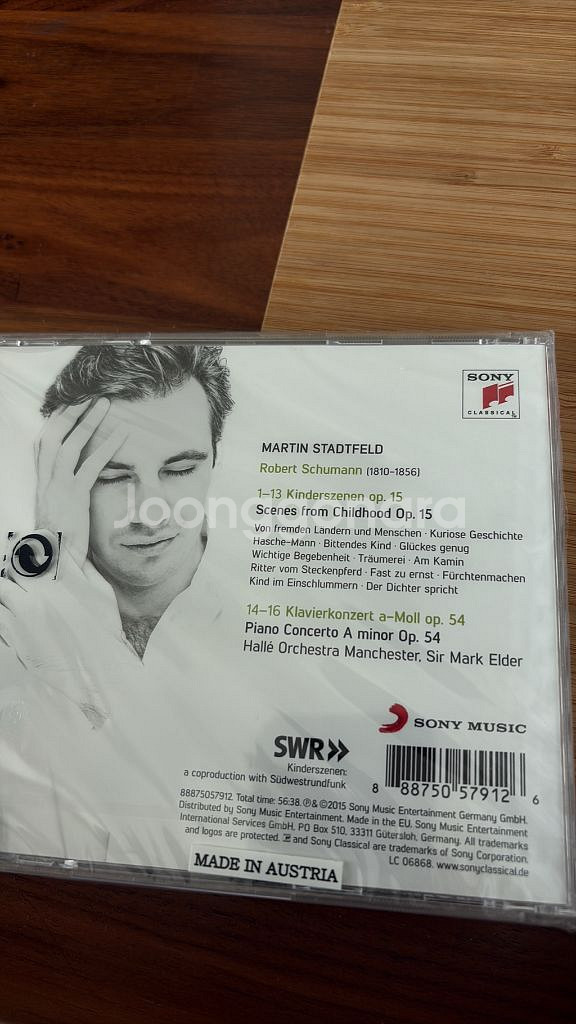 SONY
CLASSICAL
MARTIN STADTFELD
Robert Schumann (1810–1856)
1–13 Kinderszenen op. 15
Scenes from Childhood Op. 15
Joonggonara
Von fremden Ländern und Menschen · Kuriose Geschichte
Hasche-Mann · Bittendes Kind · Glückes genug
Wichtige Begebenheit · Träumerei · Am Kamin
Ritter vom Steckenpferd · Fast zu ernst · Fürchtenmachen
Kind im Einschlummern · Der Dichter spricht
14–16 Klavierkonzert a-Moll op. 54
Piano Concerto A minor Op. 54
Hallé Orchestra Manchester, Sir Mark Elder
SONY MUSIC
SWR
Kinderszenen:
a coproduction with Südwestrundfunk
8 88750 57912 6
88875057912. Total time: 56:38. ℗ & © 2015 Sony Music Entertainment Germany GmbH.
Distributed by Sony Music Entertainment. Made in the EU. Sony Music Entertainment
International Services GmbH, PO Box 510, 33311 Gütersloh, Germany. All trademarks
and logos are protected. and Sony Classical are trademarks of Sony Corporation.
LC 06868. www.sonyclassical.de
MADE IN AUSTRIA